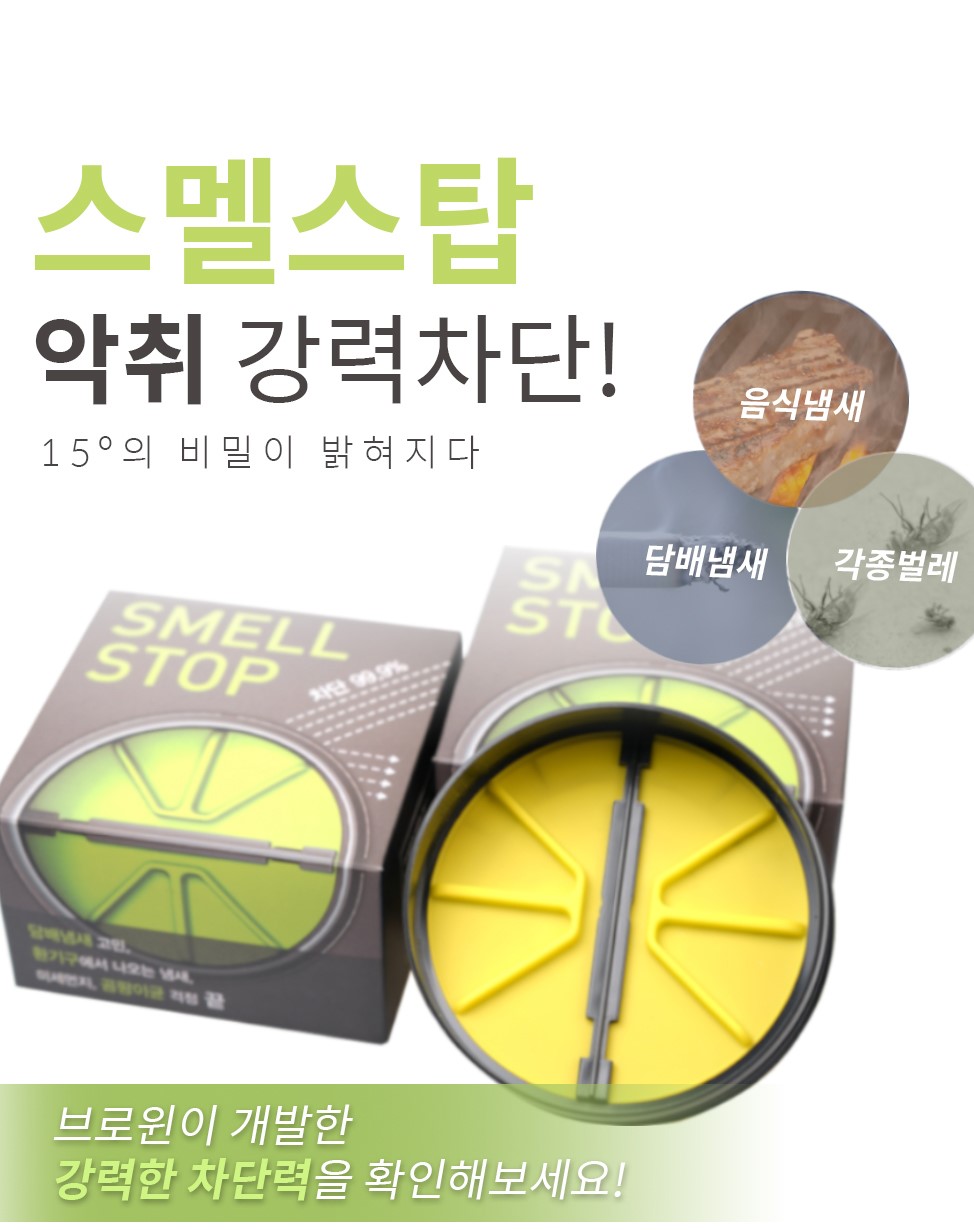 스멜스탑
악취 강력차단!
15°의 비밀이 밝혀지다
음식냄새
담배냄새
각종벌레
SMELL
STOP
차단 99.9%
SM
STO
담배냄새 고민,
환기구에서 나오는 냄새,
미세먼지, 곰팡이균 걱정 끝
브로윈이 개발한
강력한 차단력을 확인해보세요!